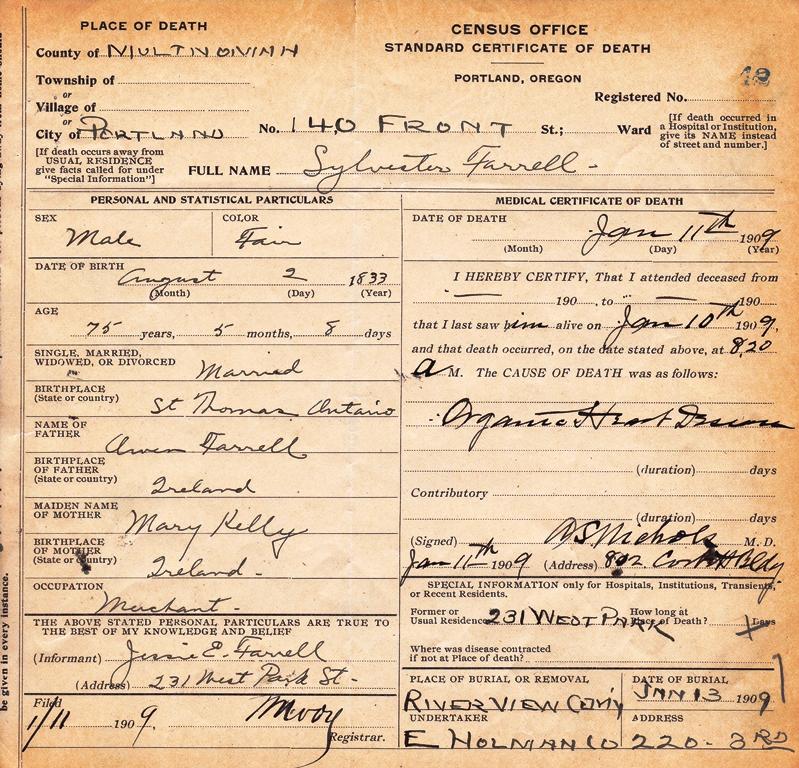 PLACE OF DEATH
County of MULTNOMAH
Township of
or
Village of
or
City of PORTLAND No. 140 FRONT St.; Ward
[If death occurs away from
USUAL RESIDENCE
give facts called for under
"Special Information"]
CENSUS OFFICE
STANDARD CERTIFICATE OF DEATH
PORTLAND, OREGON
Registered No. 42
[If death occurred in
a Hospital or Institution,
give its NAME instead
of street and number.]
FULL NAME Sylvester Farrell -
PERSONAL AND STATISTICAL PARTICULARS
SEX
Male
COLOR
Fair
DATE OF BIRTH
August 2 1833
(Month) (Day) (Year)
AGE
75 years, 5 months, 8 days
SINGLE, MARRIED,
WIDOWED, OR DIVORCED
Married
BIRTHPLACE
(State or country)
St Thomas Ontario
NAME OF
FATHER
Owen Farrell
BIRTHPLACE
OF FATHER
(State or country)
Ireland
MAIDEN NAME
OF MOTHER
Mary Kelly
BIRTHPLACE
OF MOTHER
(State or country)
Ireland -
OCCUPATION
Merchant -
THE ABOVE STATED PERSONAL PARTICULARS ARE TRUE TO
THE BEST OF MY KNOWLEDGE AND BELIEF
(Informant) Jessie E. Farrell
(Address) 231 West Park St -
Filed
1/11 1909.
Registrar.
MEDICAL CERTIFICATE OF DEATH
DATE OF DEATH
Jan 11th 1909
(Month) (Day) (Year)
I HEREBY CERTIFY, That I attended deceased from
— 190 , to — 190
that I last saw him alive on Jan 10th 1909,
and that death occurred, on the date stated above, at 8,20
a M. The CAUSE OF DEATH was as follows:
Organic Heart Disease
(duration) days
Contributory
(duration) days
(Signed) Nichols M. D.
Jan 11th 1909 (Address) 802 Corbett Bldg
SPECIAL INFORMATION only for Hospitals, Institutions, Transients,
or Recent Residents.
Former or
Usual Residence 231 WEST PARK
How long at
Place of Death? Days
Where was disease contracted
if not at Place of death?
PLACE OF BURIAL OR REMOVAL
RIVER VIEW Cem'y
DATE OF BURIAL
JAN 13 1909
UNDERTAKER
E HOLMAN CO
ADDRESS
220 - 3RD
be given in every instance.